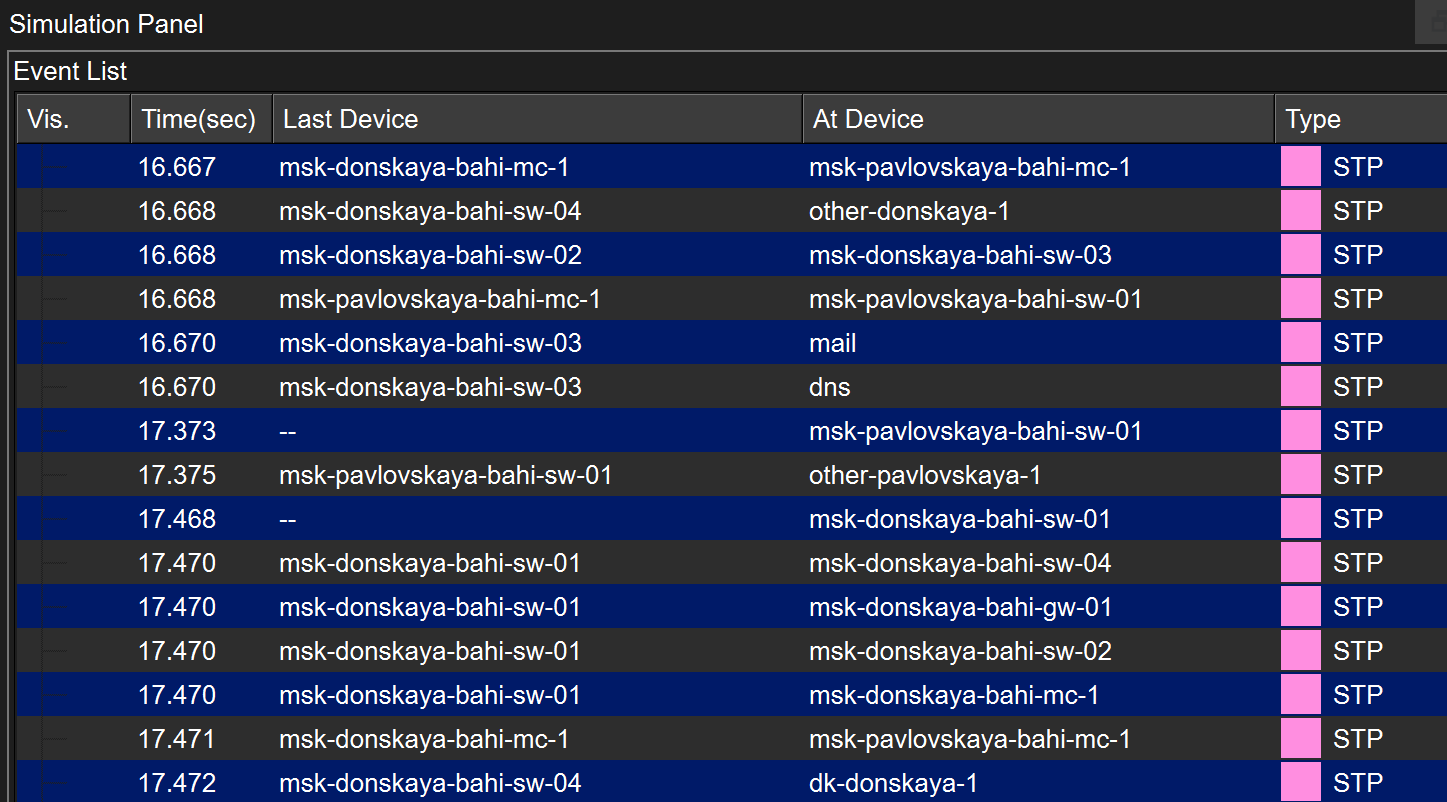 Simulation Panel
Event List
Vis. Time(sec) Last Device At Device Type
16.667 msk-donskaya-bahi-mc-1 msk-pavlovskaya-bahi-mc-1 STP
16.668 msk-donskaya-bahi-sw-04 other-donskaya-1 STP
16.668 msk-donskaya-bahi-sw-02 msk-donskaya-bahi-sw-03 STP
16.668 msk-pavlovskaya-bahi-mc-1 msk-pavlovskaya-bahi-sw-01 STP
16.670 msk-donskaya-bahi-sw-03 mail STP
16.670 msk-donskaya-bahi-sw-03 dns STP
17.373 -- msk-pavlovskaya-bahi-sw-01 STP
17.375 msk-pavlovskaya-bahi-sw-01 other-pavlovskaya-1 STP
17.468 -- msk-donskaya-bahi-sw-01 STP
17.470 msk-donskaya-bahi-sw-01 msk-donskaya-bahi-sw-04 STP
17.470 msk-donskaya-bahi-sw-01 msk-donskaya-bahi-gw-01 STP
17.470 msk-donskaya-bahi-sw-01 msk-donskaya-bahi-sw-02 STP
17.470 msk-donskaya-bahi-sw-01 msk-donskaya-bahi-mc-1 STP
17.471 msk-donskaya-bahi-mc-1 msk-pavlovskaya-bahi-mc-1 STP
17.472 msk-donskaya-bahi-sw-04 dk-donskaya-1 STP